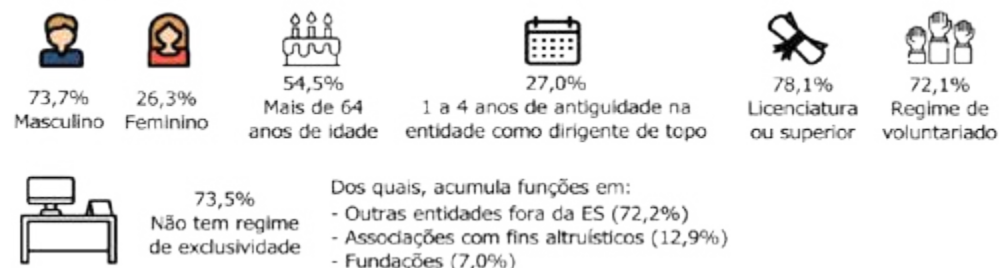 73,7%
Masculino
26,3%
Feminino
54,5%
Mais de 64
anos de idade
27,0%
1 a 4 anos de antiguidade na
entidade como dirigente de topo
78,1%
Licenciatura
ou superior
72,1%
Regime de
voluntariado
73,5%
Não tem regime
de exclusividade
Dos quais, acumula funções em:
- Outras entidades fora da ES (72,2%)
- Associações com fins altruísticos (12,9%)
- Fundações (7,0%)